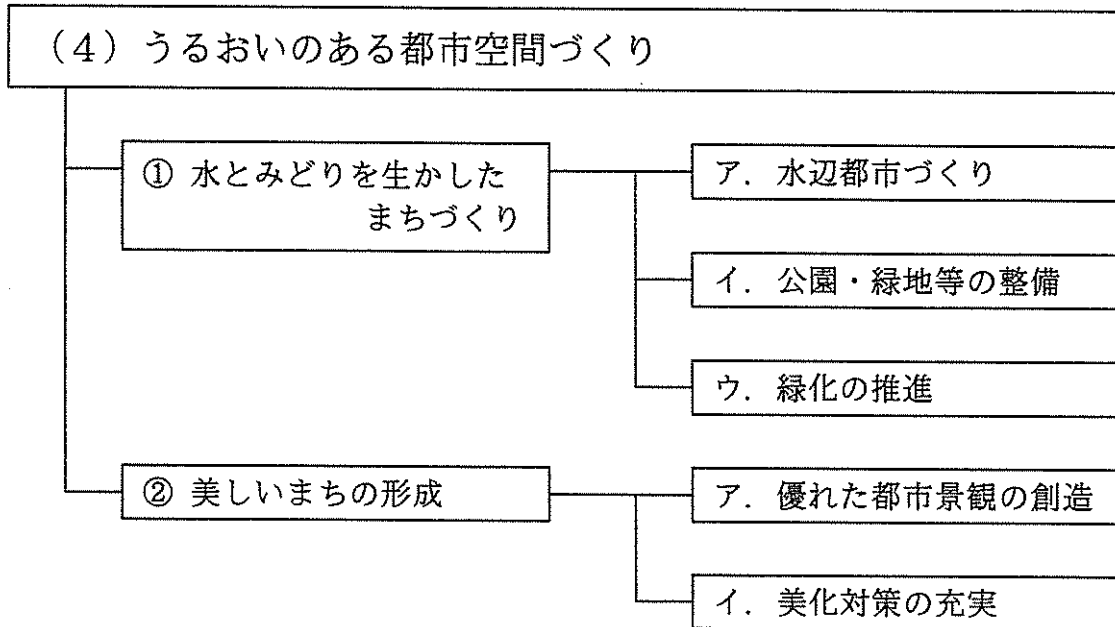 (4)うるおいのある都市空間づくり
① 水とみどりを生かした
まちづくり
ア．水辺都市づくり
イ．公園・緑地等の整備
ウ．緑化の推進
② 美しいまちの形成
ア．優れた都市景観の創造
イ．美化対策の充実